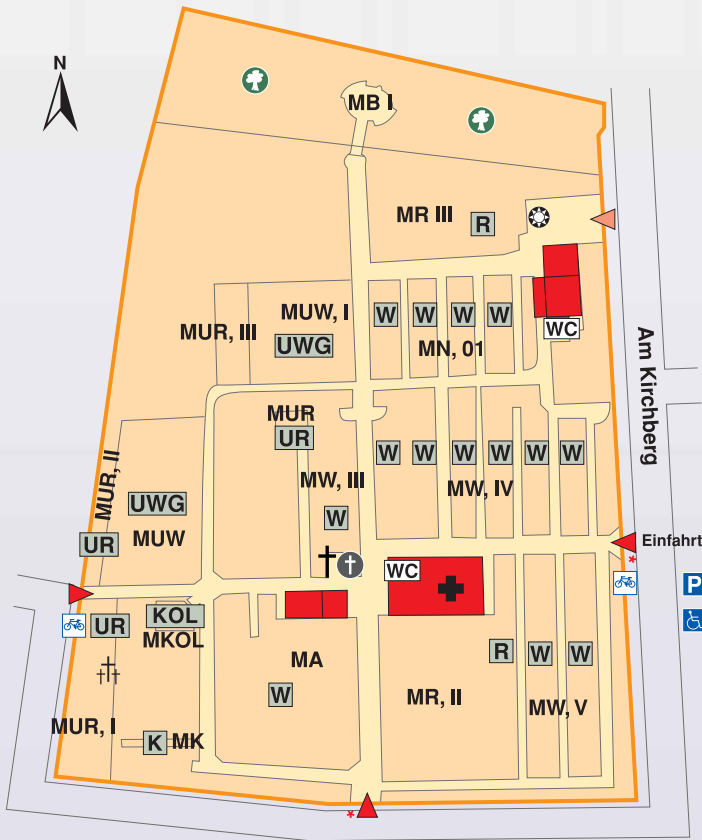 N
MB I
MR III
R
MUW, I
MUR, III
UWG
W W W W
WC
MN, 01
Am Kirchberg
MUR
UR
W W W W W W
MW, III
MW, IV
MUR, II
UWG
W
MUW
UR
Einfahrt
*
WC
P
KOL
UR
MKOL
MA
R
W W
W
MR, II
MW, V
MUR, I
K
MK
*